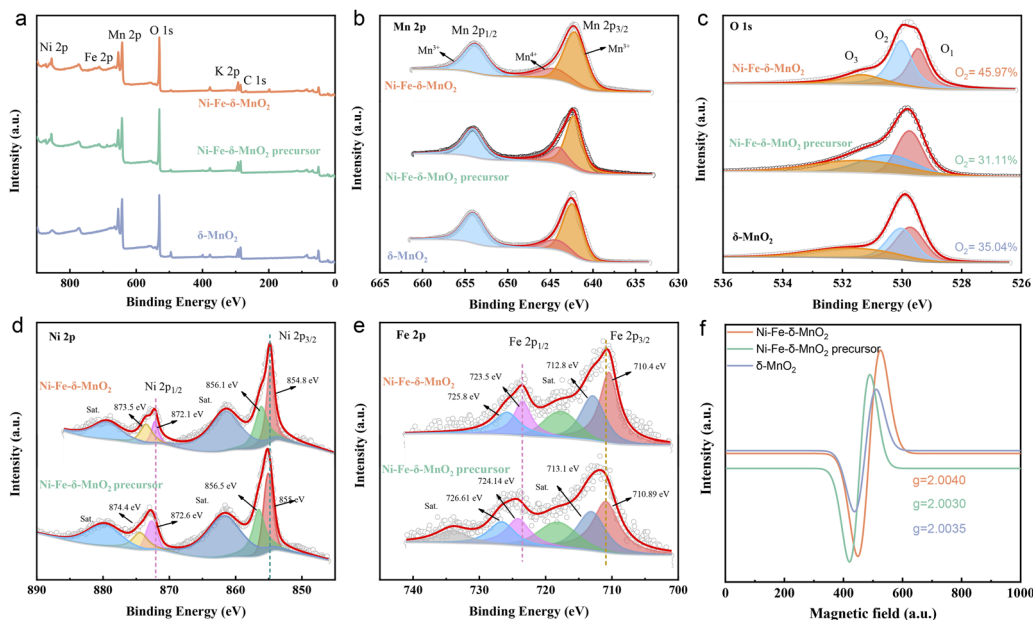 a
Ni 2p
Fe 2p
Mn 2p
O 1s
K 2p
C 1s
Ni-Fe-δ-MnO₂
Ni-Fe-δ-MnO₂ precursor
δ-MnO₂
Intensity (a.u.)
800 600 400 200 0
Binding Energy (eV)
b
Mn 2p
Mn 2p₁/₂
Mn 2p₃/₂
Mn³⁺
Mn⁴⁺
Mn³⁺
Ni-Fe-δ-MnO₂
Ni-Fe-δ-MnO₂ precursor
δ-MnO₂
Intensity (a.u.)
665 660 655 650 645 640 635 630
Binding Energy (eV)
c
O 1s
O₃
O₂
O₁
Ni-Fe-δ-MnO₂
O₂= 45.97%
Ni-Fe-δ-MnO₂ precursor
O₂= 31.11%
δ-MnO₂
O₂= 35.04%
Intensity (a.u.)
536 534 532 530 528 526
Binding Energy (eV)
d
Ni 2p
Ni 2p₃/₂
Ni-Fe-δ-MnO₂
Ni 2p₁/₂
856.1 eV
854.8 eV
Sat.
873.5 eV
872.1 eV
Sat.
Ni-Fe-δ-MnO₂ precursor
856.5 eV
Sat.
Sat.
874.4 eV
872.6 eV
855 eV
Intensity (a.u.)
890 880 870 860 850
Binding Energy (eV)
e
Fe 2p
Fe 2p₁/₂
Fe 2p₃/₂
Ni-Fe-δ-MnO₂
712.8 eV
710.4 eV
723.5 eV
Sat.
725.8 eV
Ni-Fe-δ-MnO₂ precursor
Sat.
713.1 eV
724.14 eV
726.61 eV
710.89 eV
Intensity (a.u.)
740 730 720 710 700
Binding Energy (eV)
f
Ni-Fe-δ-MnO₂
Ni-Fe-δ-MnO₂ precursor
δ-MnO₂
g=2.0040
g=2.0030
g=2.0035
Intensity (a.u.)
0 200 400 600 800 1000
Magnetic field (a.u.)